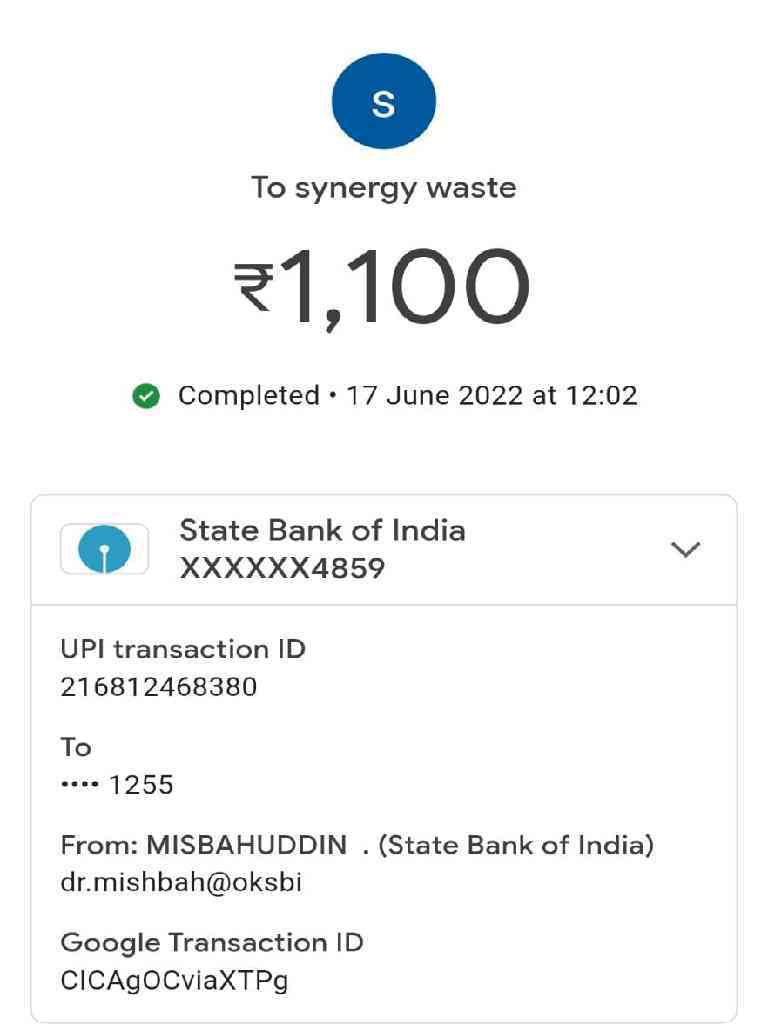 S
To synergy waste
₹1,100
Completed • 17 June 2022 at 12:02
State Bank of India
XXXXXX4859
UPI transaction ID
216812468380
To
•••• 1255
From: MISBAHUDDIN . (State Bank of India)
dr.mishbah@oksbi
Google Transaction ID
CICAgOCviaXTPg